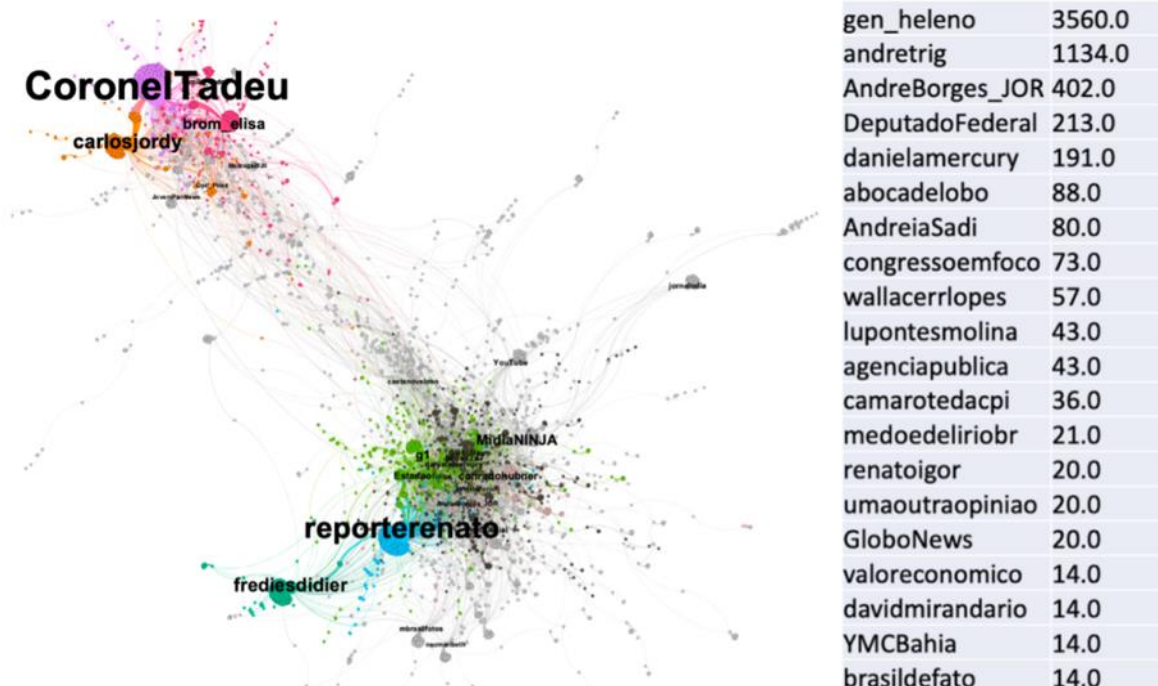 CoronelTadeu
brom_elisa
carlosjordy
JovemPanNews
jornalodia
YouTube
MidiaNINJA
g1
conradohubner
reporterenato
frediesdidier
gen_heleno 3560.0
andretrig 1134.0
AndreBorges_JOR 402.0
DeputadoFederal 213.0
danielamercury 191.0
abocadelobo 88.0
AndreiaSadi 80.0
congressoemfoco 73.0
wallacerrlopes 57.0
lupontesmolina 43.0
agenciapublica 43.0
camarotedacpi 36.0
medoedeliriobr 21.0
renatoigor 20.0
umaoutraopiniao 20.0
GloboNews 20.0
valoreconomico 14.0
davidmirandario 14.0
YMCBahia 14.0
brasildefato 14.0